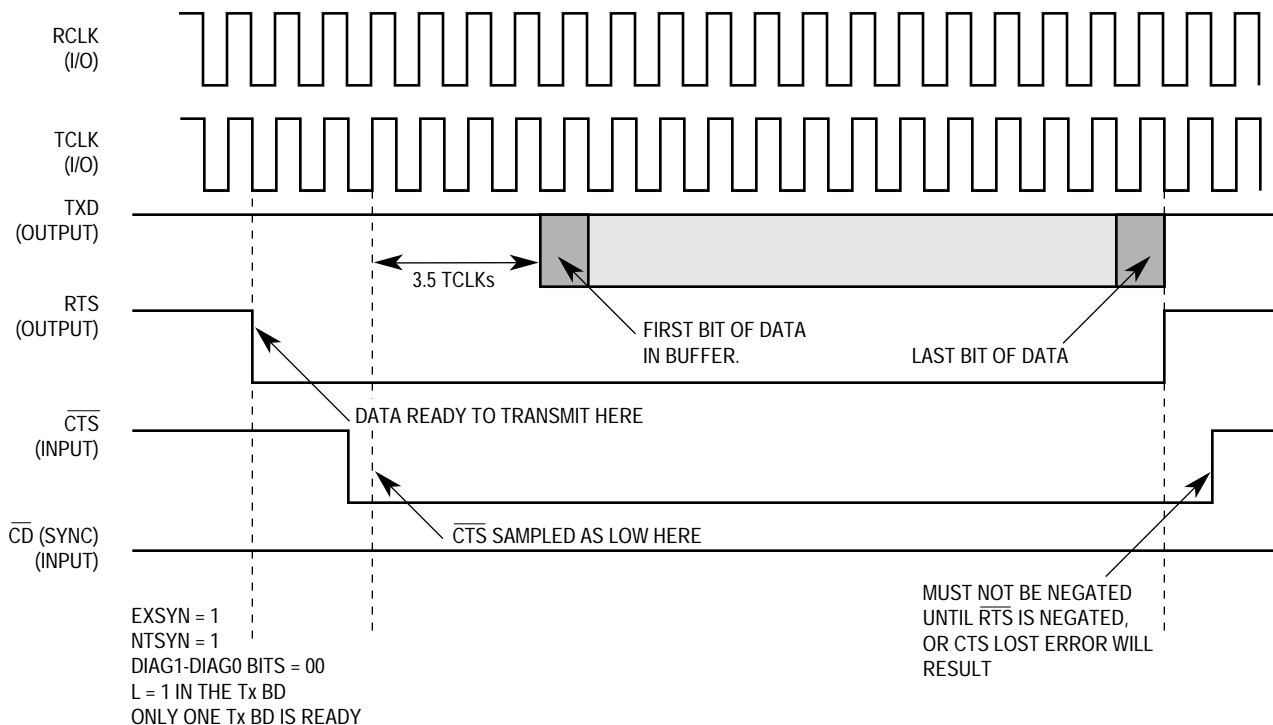 RCLK
(I/O)
TCLK
(I/O)
TXD
(OUTPUT)
3.5 TCLKs
RTS
(OUTPUT)
FIRST BIT OF DATA
IN BUFFER.
LAST BIT OF DATA
DATA READY TO TRANSMIT HERE
CTS
(INPUT)
CTS SAMPLED AS LOW HERE
CD (SYNC)
(INPUT)
MUST NOT BE NEGATED
UNTIL RTS IS NEGATED,
OR CTS LOST ERROR WILL
RESULT
EXSYN = 1
NTSYN = 1
DIAG1-DIAG0 BITS = 00
L = 1 IN THE Tx BD
ONLY ONE Tx BD IS READY